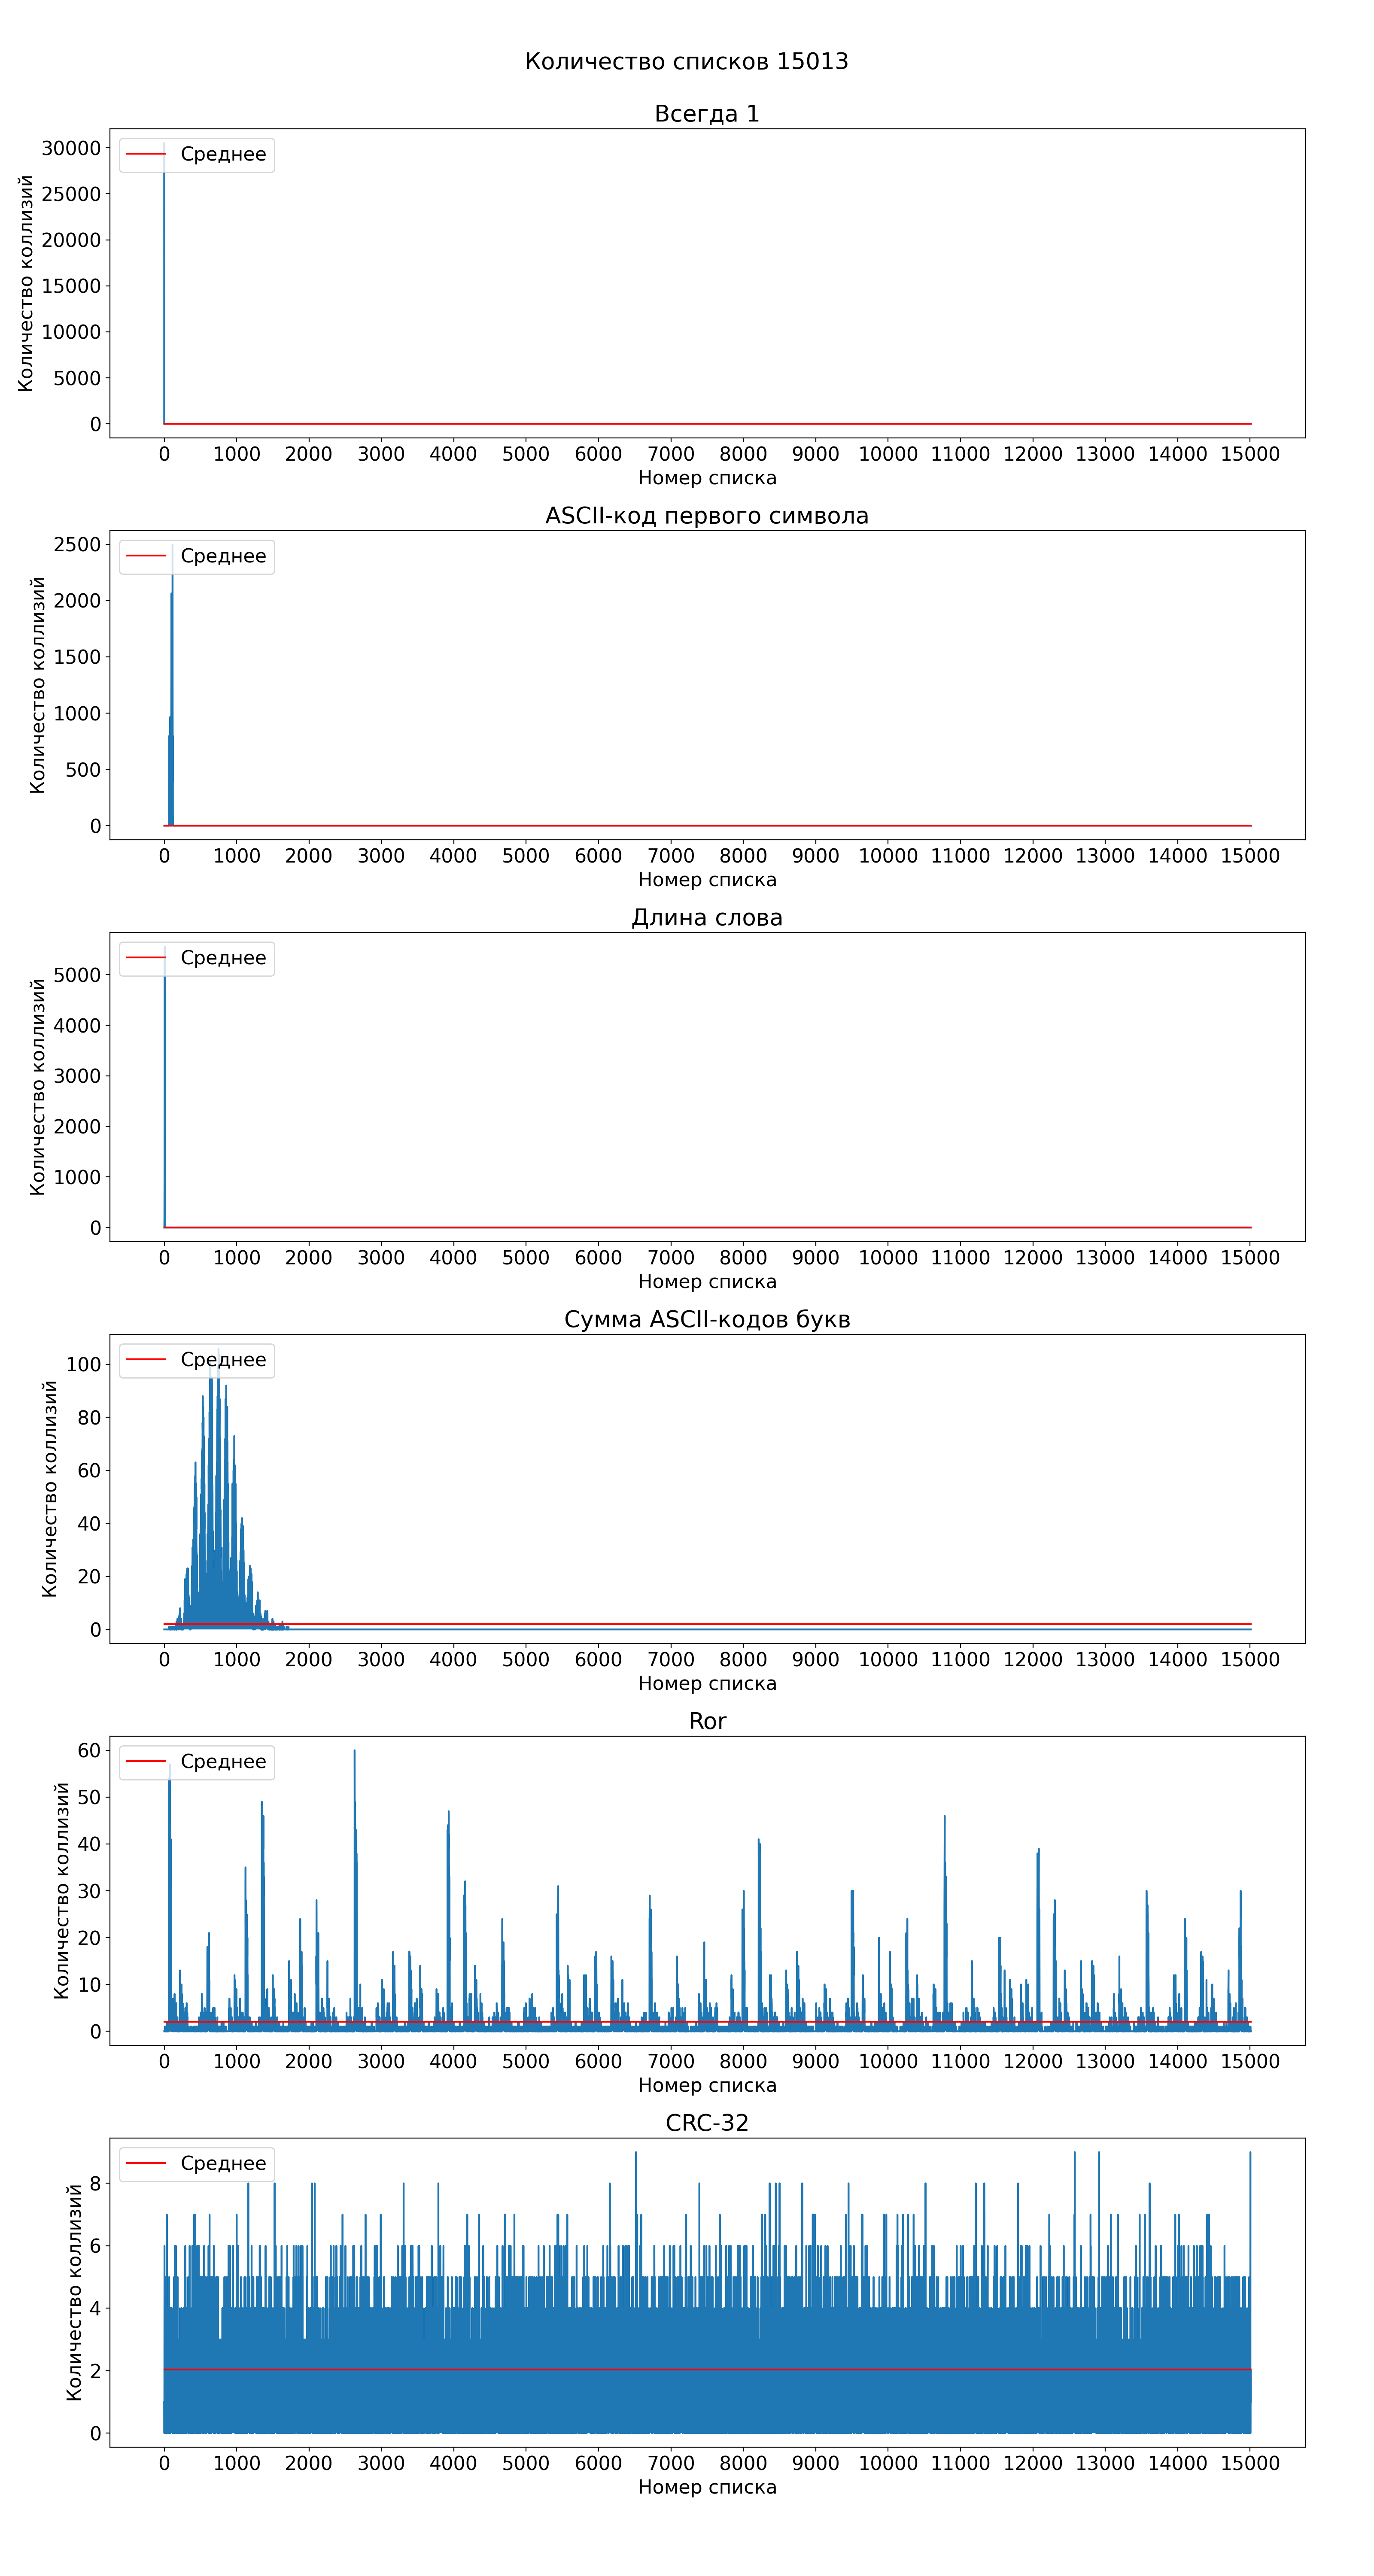 Количество списков 15013
Всегда 1
Среднее
30000
25000
20000
15000
10000
5000
0
Количество коллизий
0 1000 2000 3000 4000 5000 6000 7000 8000 9000 10000 11000 12000 13000 14000 15000
Номер списка
ASCII-код первого символа
Среднее
2500
2000
1500
1000
500
0
Количество коллизий
0 1000 2000 3000 4000 5000 6000 7000 8000 9000 10000 11000 12000 13000 14000 15000
Номер списка
Длина слова
Среднее
5000
4000
3000
2000
1000
0
Количество коллизий
0 1000 2000 3000 4000 5000 6000 7000 8000 9000 10000 11000 12000 13000 14000 15000
Номер списка
Сумма ASCII-кодов букв
Среднее
100
80
60
40
20
0
Количество коллизий
0 1000 2000 3000 4000 5000 6000 7000 8000 9000 10000 11000 12000 13000 14000 15000
Номер списка
Ror
Среднее
60
50
40
30
20
10
0
Количество коллизий
0 1000 2000 3000 4000 5000 6000 7000 8000 9000 10000 11000 12000 13000 14000 15000
Номер списка
CRC-32
Среднее
8
6
4
2
0
Количество коллизий
0 1000 2000 3000 4000 5000 6000 7000 8000 9000 10000 11000 12000 13000 14000 15000
Номер списка